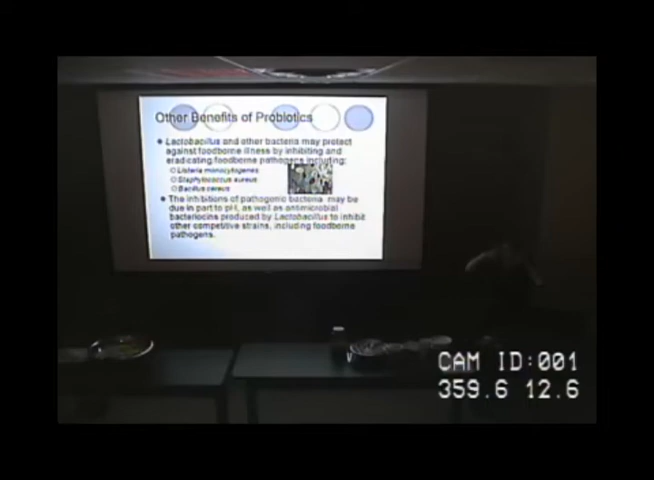 Other Benefits of Probiotics
Lactobacillus and other bacteria may protect
against foodborne illness by inhibiting and
eradicating foodborne pathogens including:
Listeria monocytogenes
Staphylococcus aureus
Bacillus cereus
The inhibitions of pathogenic bacteria may be
due in part to pH, as well as antimicrobial
bacteriocins produced by Lactobacillus to inhibit
other competitive strains, including foodborne
pathogens.
CAM ID:001
359.6 12.6